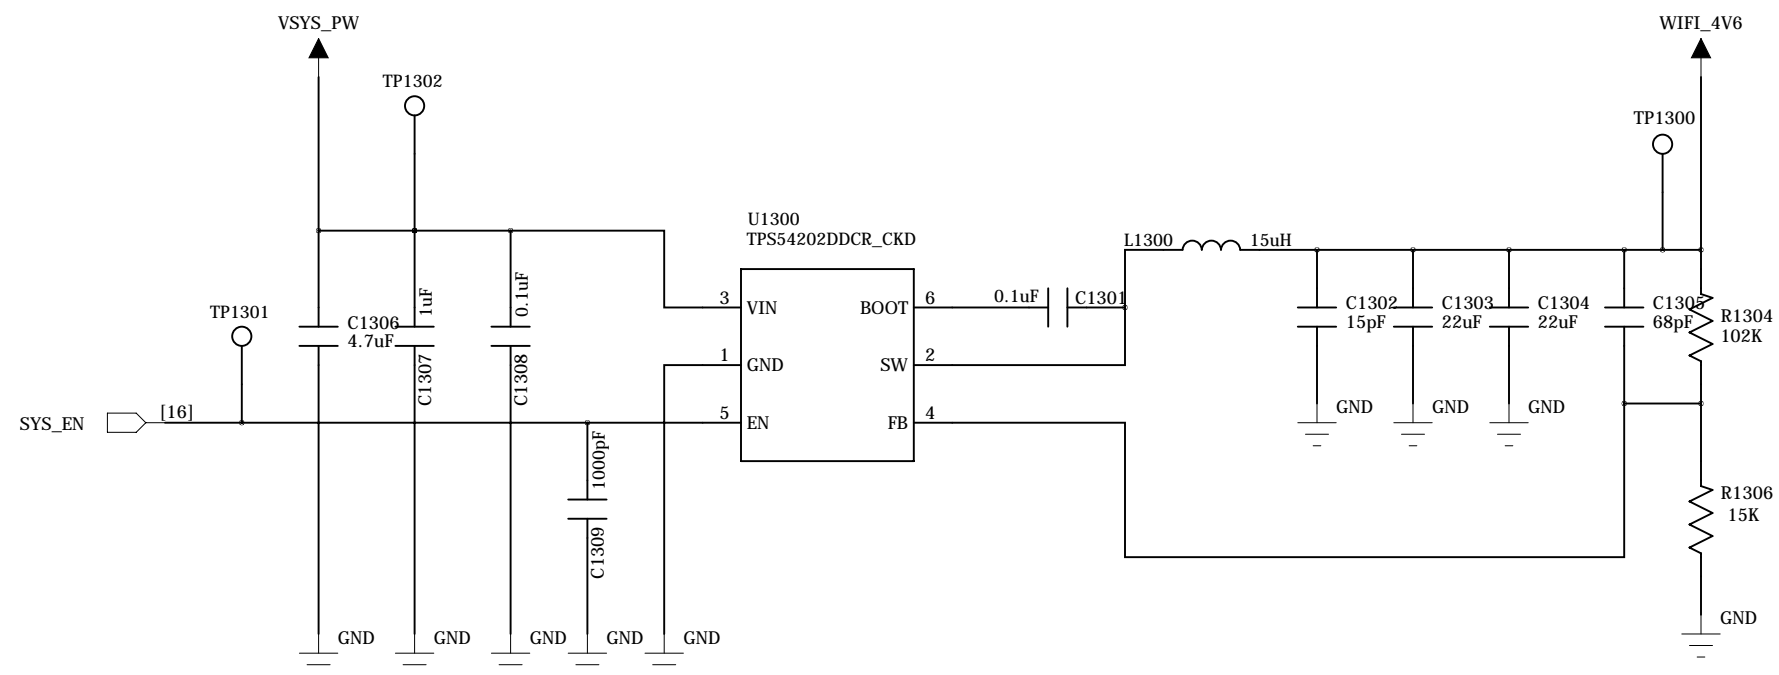 VSYS_PW
WIFI_4V6
TP1302
TP1300
U1300
TPS54202DDCR_CKD
L1300 15uH
TP1301
1uF
0.1uF
C1306
4.7uF
C1307
C1308
3 VIN
BOOT 6
0.1uF C1301
1 GND
SW 2
5 EN
FB 4
C1302
15pF
C1303
22uF
C1304
22uF
C1305
68pF
R1304
102K
GND
GND
GND
SYS_EN [16]
1000pF
C1309
R1306
15K
GND
GND
GND
GND
GND
GND